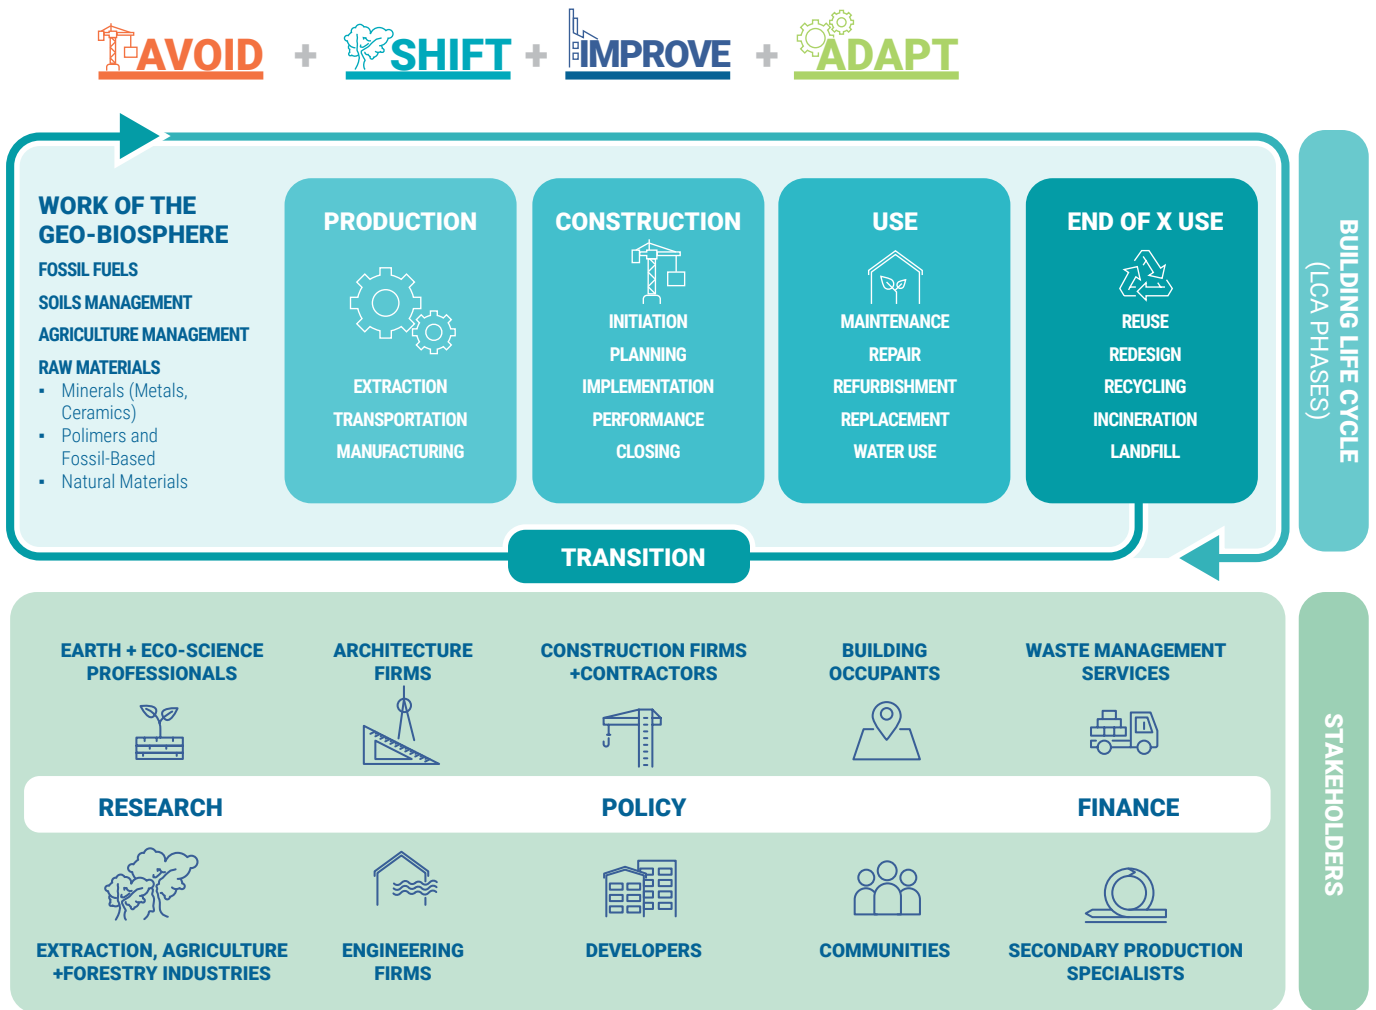 AVOID + SHIFT + IMPROVE + ADAPT
WORK OF THE
GEO-BIOSPHERE
FOSSIL FUELS
SOILS MANAGEMENT
AGRICULTURE MANAGEMENT
RAW MATERIALS
▪ Minerals (Metals,
Ceramics)
▪ Polimers and
Fossil-Based
▪ Natural Materials
PRODUCTION
EXTRACTION
TRANSPORTATION
MANUFACTURING
CONSTRUCTION
INITIATION
PLANNING
IMPLEMENTATION
PERFORMANCE
CLOSING
USE
MAINTENANCE
REPAIR
REFURBISHMENT
REPLACEMENT
WATER USE
END OF X USE
REUSE
REDESIGN
RECYCLING
INCINERATION
LANDFILL
BUILDING LIFE CYCLE
(LCA PHASES)
TRANSITION
EARTH + ECO-SCIENCE
PROFESSIONALS
ARCHITECTURE
FIRMS
CONSTRUCTION FIRMS
+CONTRACTORS
BUILDING
OCCUPANTS
WASTE MANAGEMENT
SERVICES
RESEARCH
POLICY
FINANCE
EXTRACTION, AGRICULTURE
+FORESTRY INDUSTRIES
ENGINEERING
FIRMS
DEVELOPERS
COMMUNITIES
SECONDARY PRODUCTION
SPECIALISTS
STAKEHOLDERS